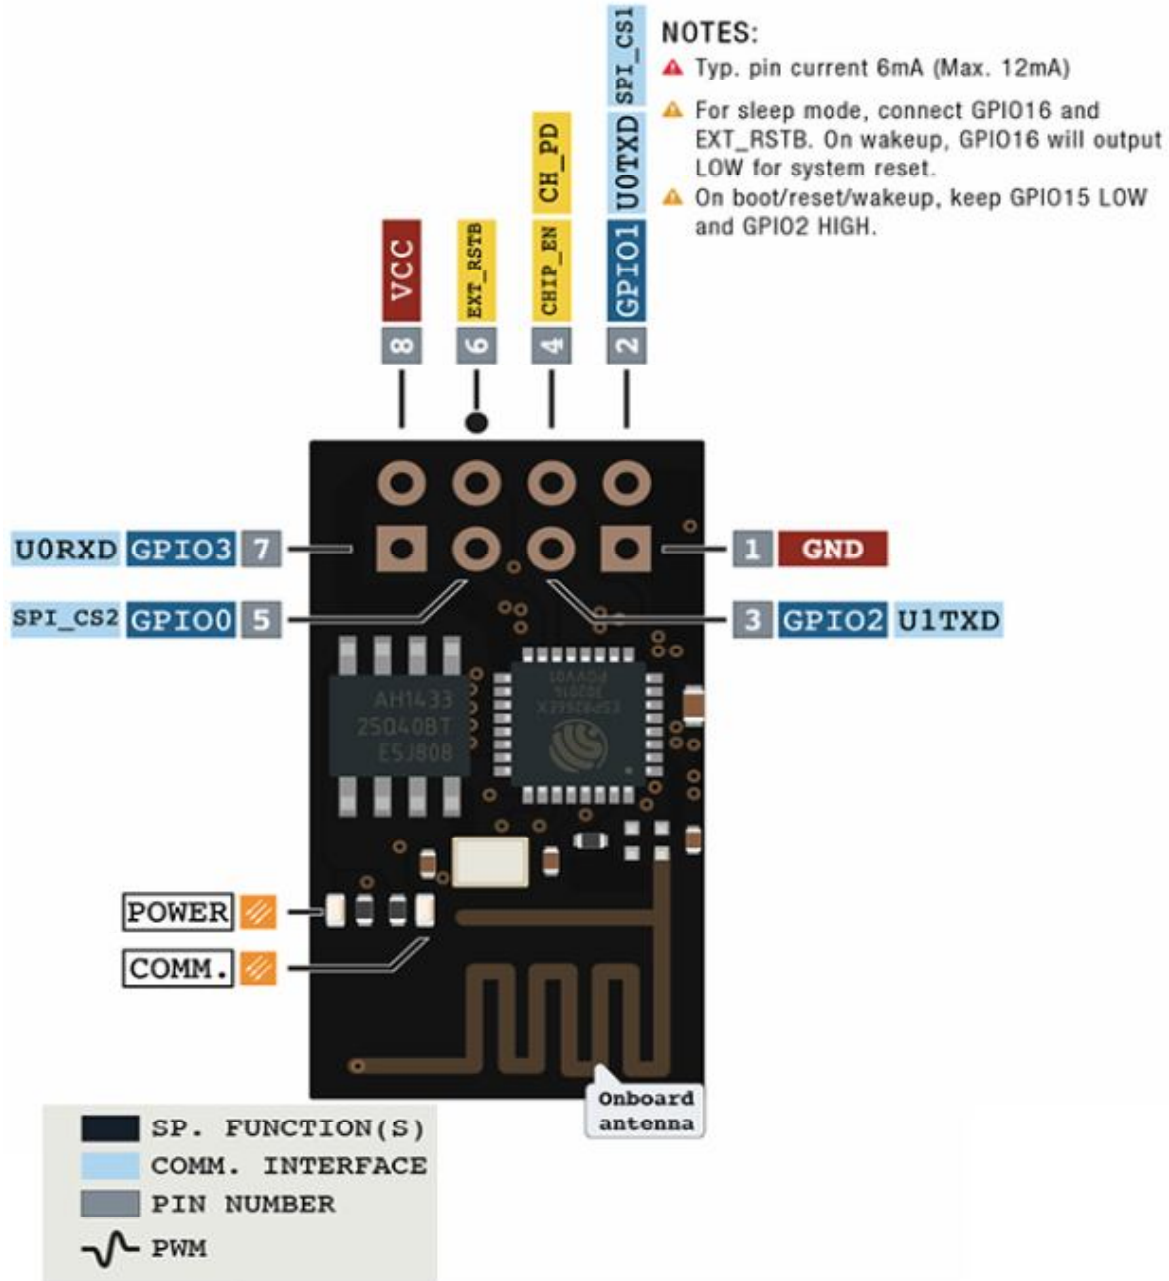 NOTES:
Typ. pin current 6mA (Max. 12mA)
For sleep mode, connect GPIO16 and
EXT_RSTB. On wakeup, GPIO16 will output
LOW for system reset.
On boot/reset/wakeup, keep GPIO15 LOW
and GPIO2 HIGH.
8 VCC
6 EXT_RSTB
4 CHIP_EN CH_PD
2 GPIO1 U0TXD SPI_CS1
U0RXD GPIO3 7
1 GND
SPI_CS2 GPIO0 5
3 GPIO2 U1TXD
AH1433
25Q40BT
E5J808
ESP8266EX
302014
POWER
COMM.
Onboard
antenna
SP. FUNCTION(S)
COMM. INTERFACE
PIN NUMBER
PWM